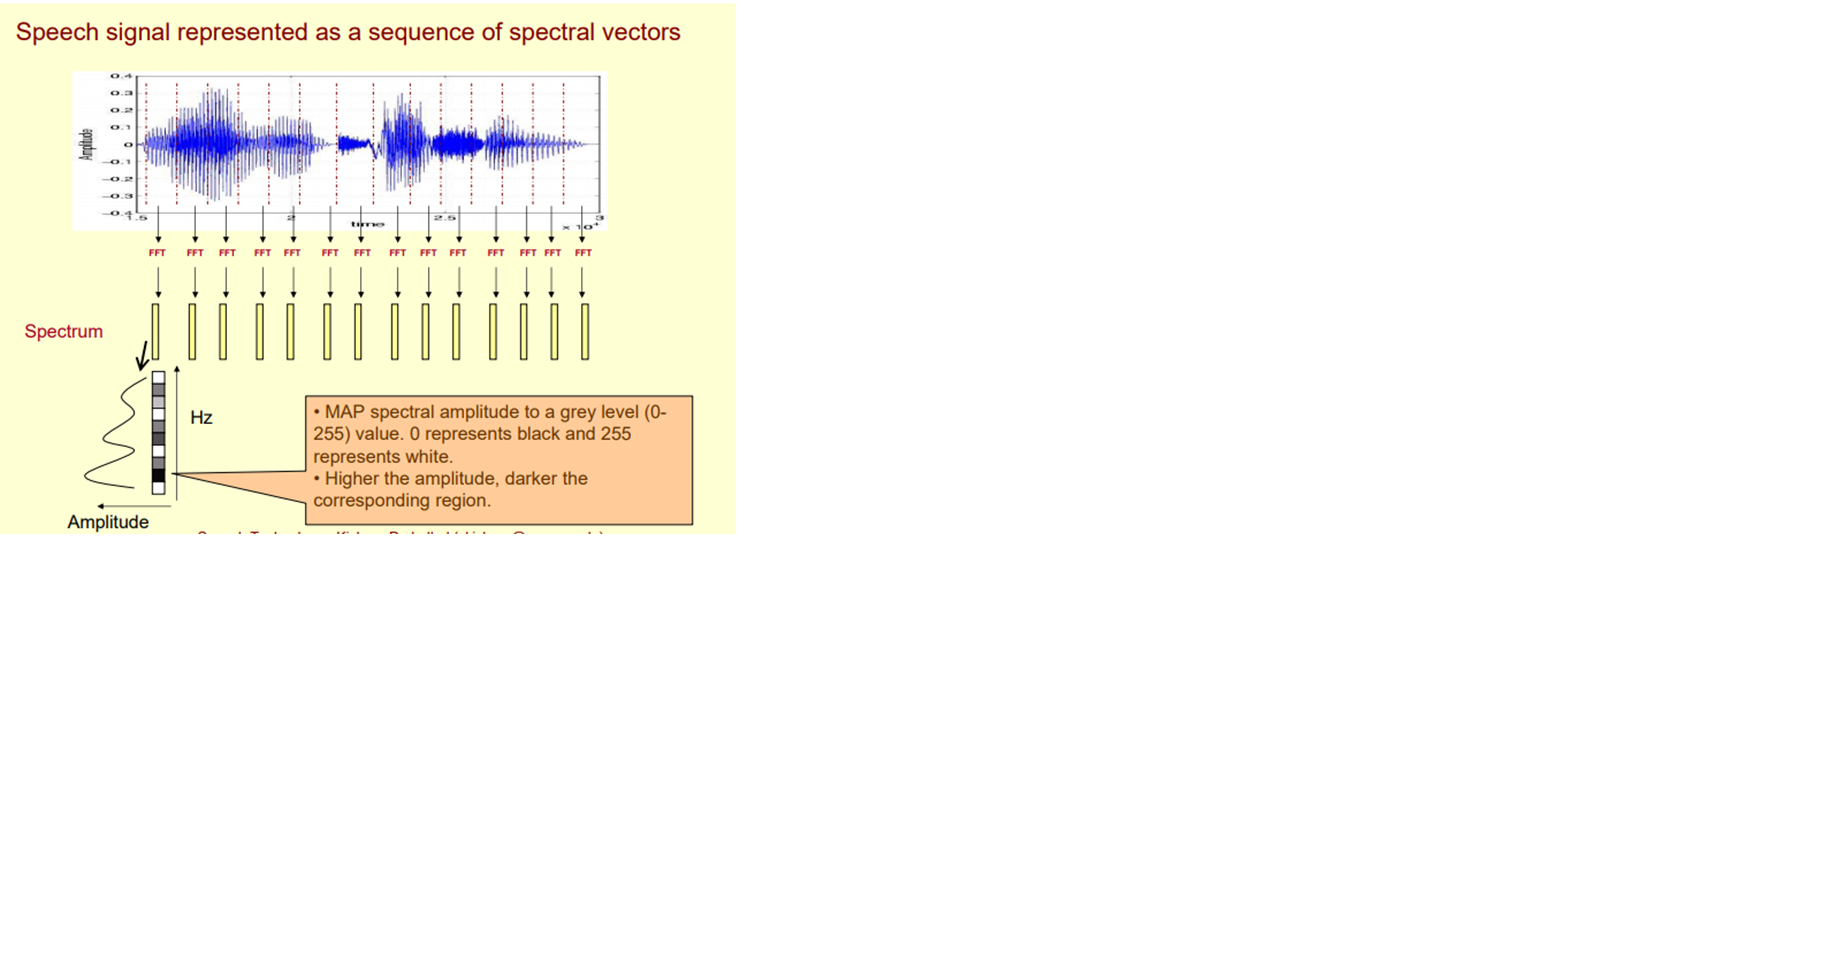 Speech signal represented as a sequence of spectral vectors
0.4
0.3
0.2
0.1
0
-0.1
-0.2
-0.3
-0.4
Amplitude
1.5 2 2.5 3
time
x 10^4
FFT FFT FFT FFT FFT FFT FFT FFT FFT FFT FFT FFT FFT FFT
Spectrum
Hz
• MAP spectral amplitude to a grey level (0-
255) value. 0 represents black and 255
represents white.
• Higher the amplitude, darker the
corresponding region.
Amplitude